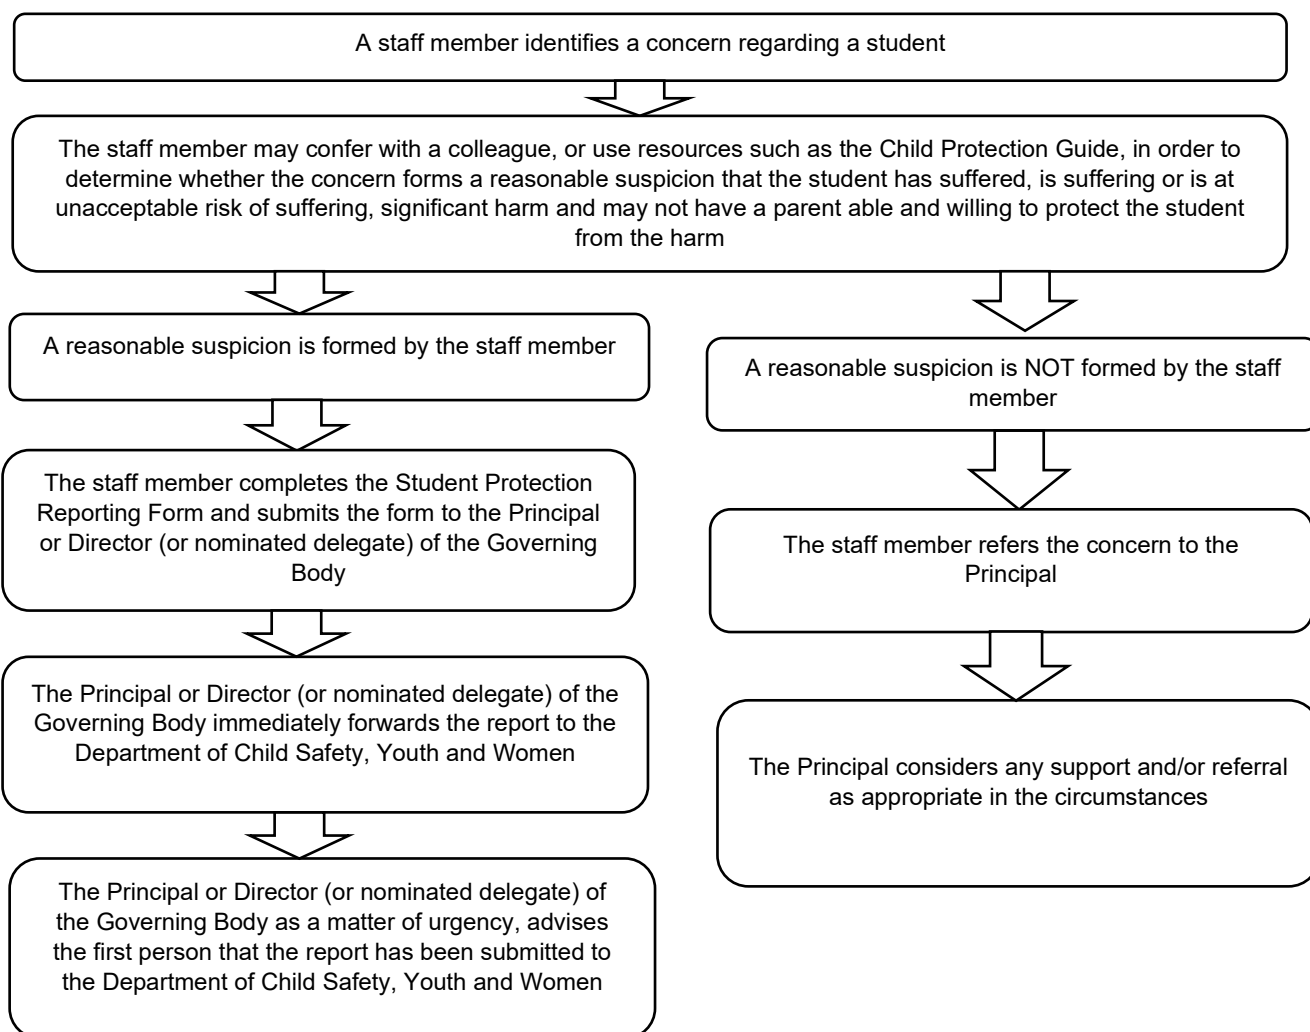 A staff member identifies a concern regarding a student
The staff member may confer with a colleague, or use resources such as the Child Protection Guide, in order to
determine whether the concern forms a reasonable suspicion that the student has suffered, is suffering or is at
unacceptable risk of suffering, significant harm and may not have a parent able and willing to protect the student
from the harm
A reasonable suspicion is formed by the staff member
The staff member completes the Student Protection
Reporting Form and submits the form to the Principal
or Director (or nominated delegate) of the Governing
Body
The Principal or Director (or nominated delegate) of the
Governing Body immediately forwards the report to the
Department of Child Safety, Youth and Women
The Principal or Director (or nominated delegate) of
the Governing Body as a matter of urgency, advises
the first person that the report has been submitted to
the Department of Child Safety, Youth and Women
A reasonable suspicion is NOT formed by the staff
member
The staff member refers the concern to the
Principal
The Principal considers any support and/or referral
as appropriate in the circumstances